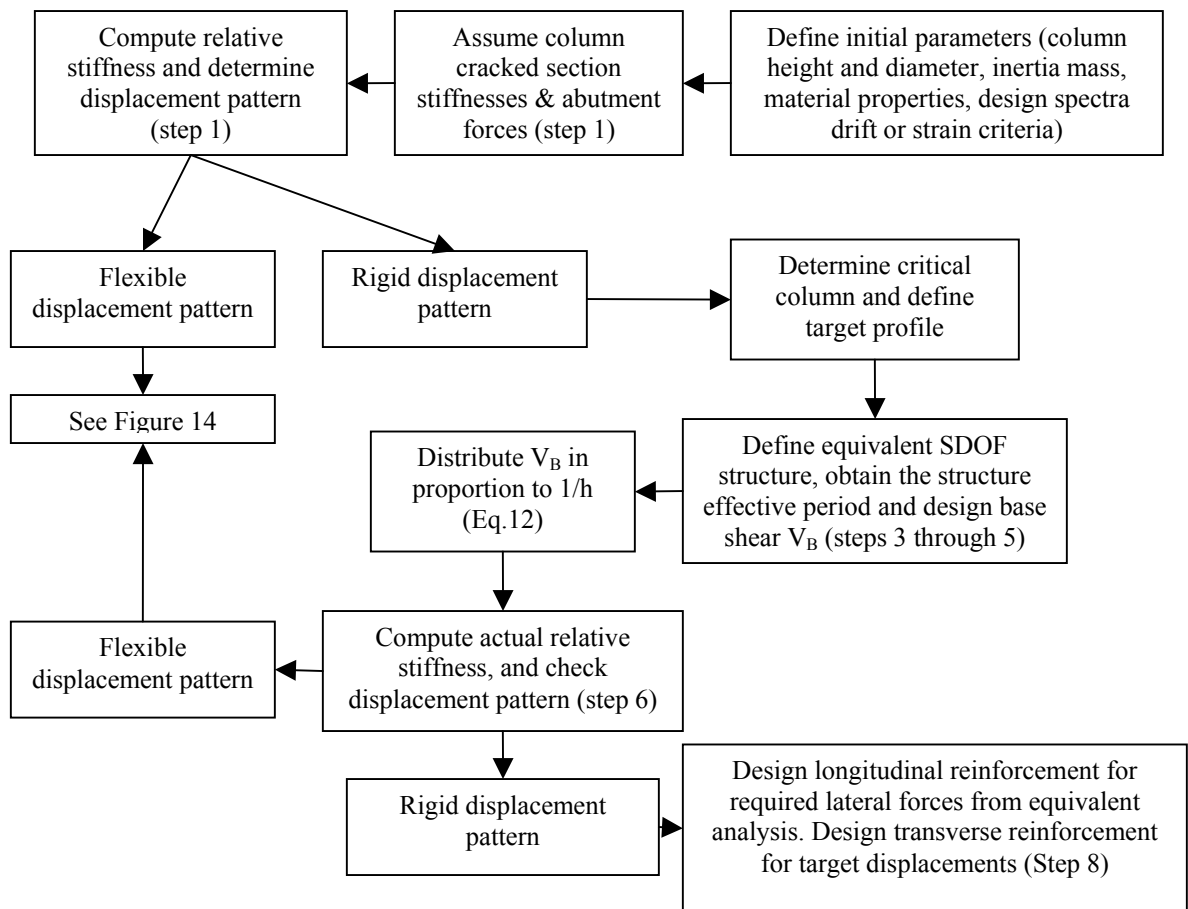 Compute relative
stiffness and determine
displacement pattern
(step 1)
Assume column
cracked section
stiffnesses & abutment
forces (step 1)
Define initial parameters (column
height and diameter, inertia mass,
material properties, design spectra
drift or strain criteria)
Flexible
displacement pattern
Rigid displacement
pattern
Determine critical
column and define
target profile
See Figure 14
Distribute V_B in
proportion to 1/h
(Eq.12)
Define equivalent SDOF
structure, obtain the structure
effective period and design base
shear V_B (steps 3 through 5)
Flexible
displacement pattern
Compute actual relative
stiffness, and check
displacement pattern (step 6)
Rigid displacement
pattern
Design longitudinal reinforcement for
required lateral forces from equivalent
analysis. Design transverse reinforcement
for target displacements (Step 8)